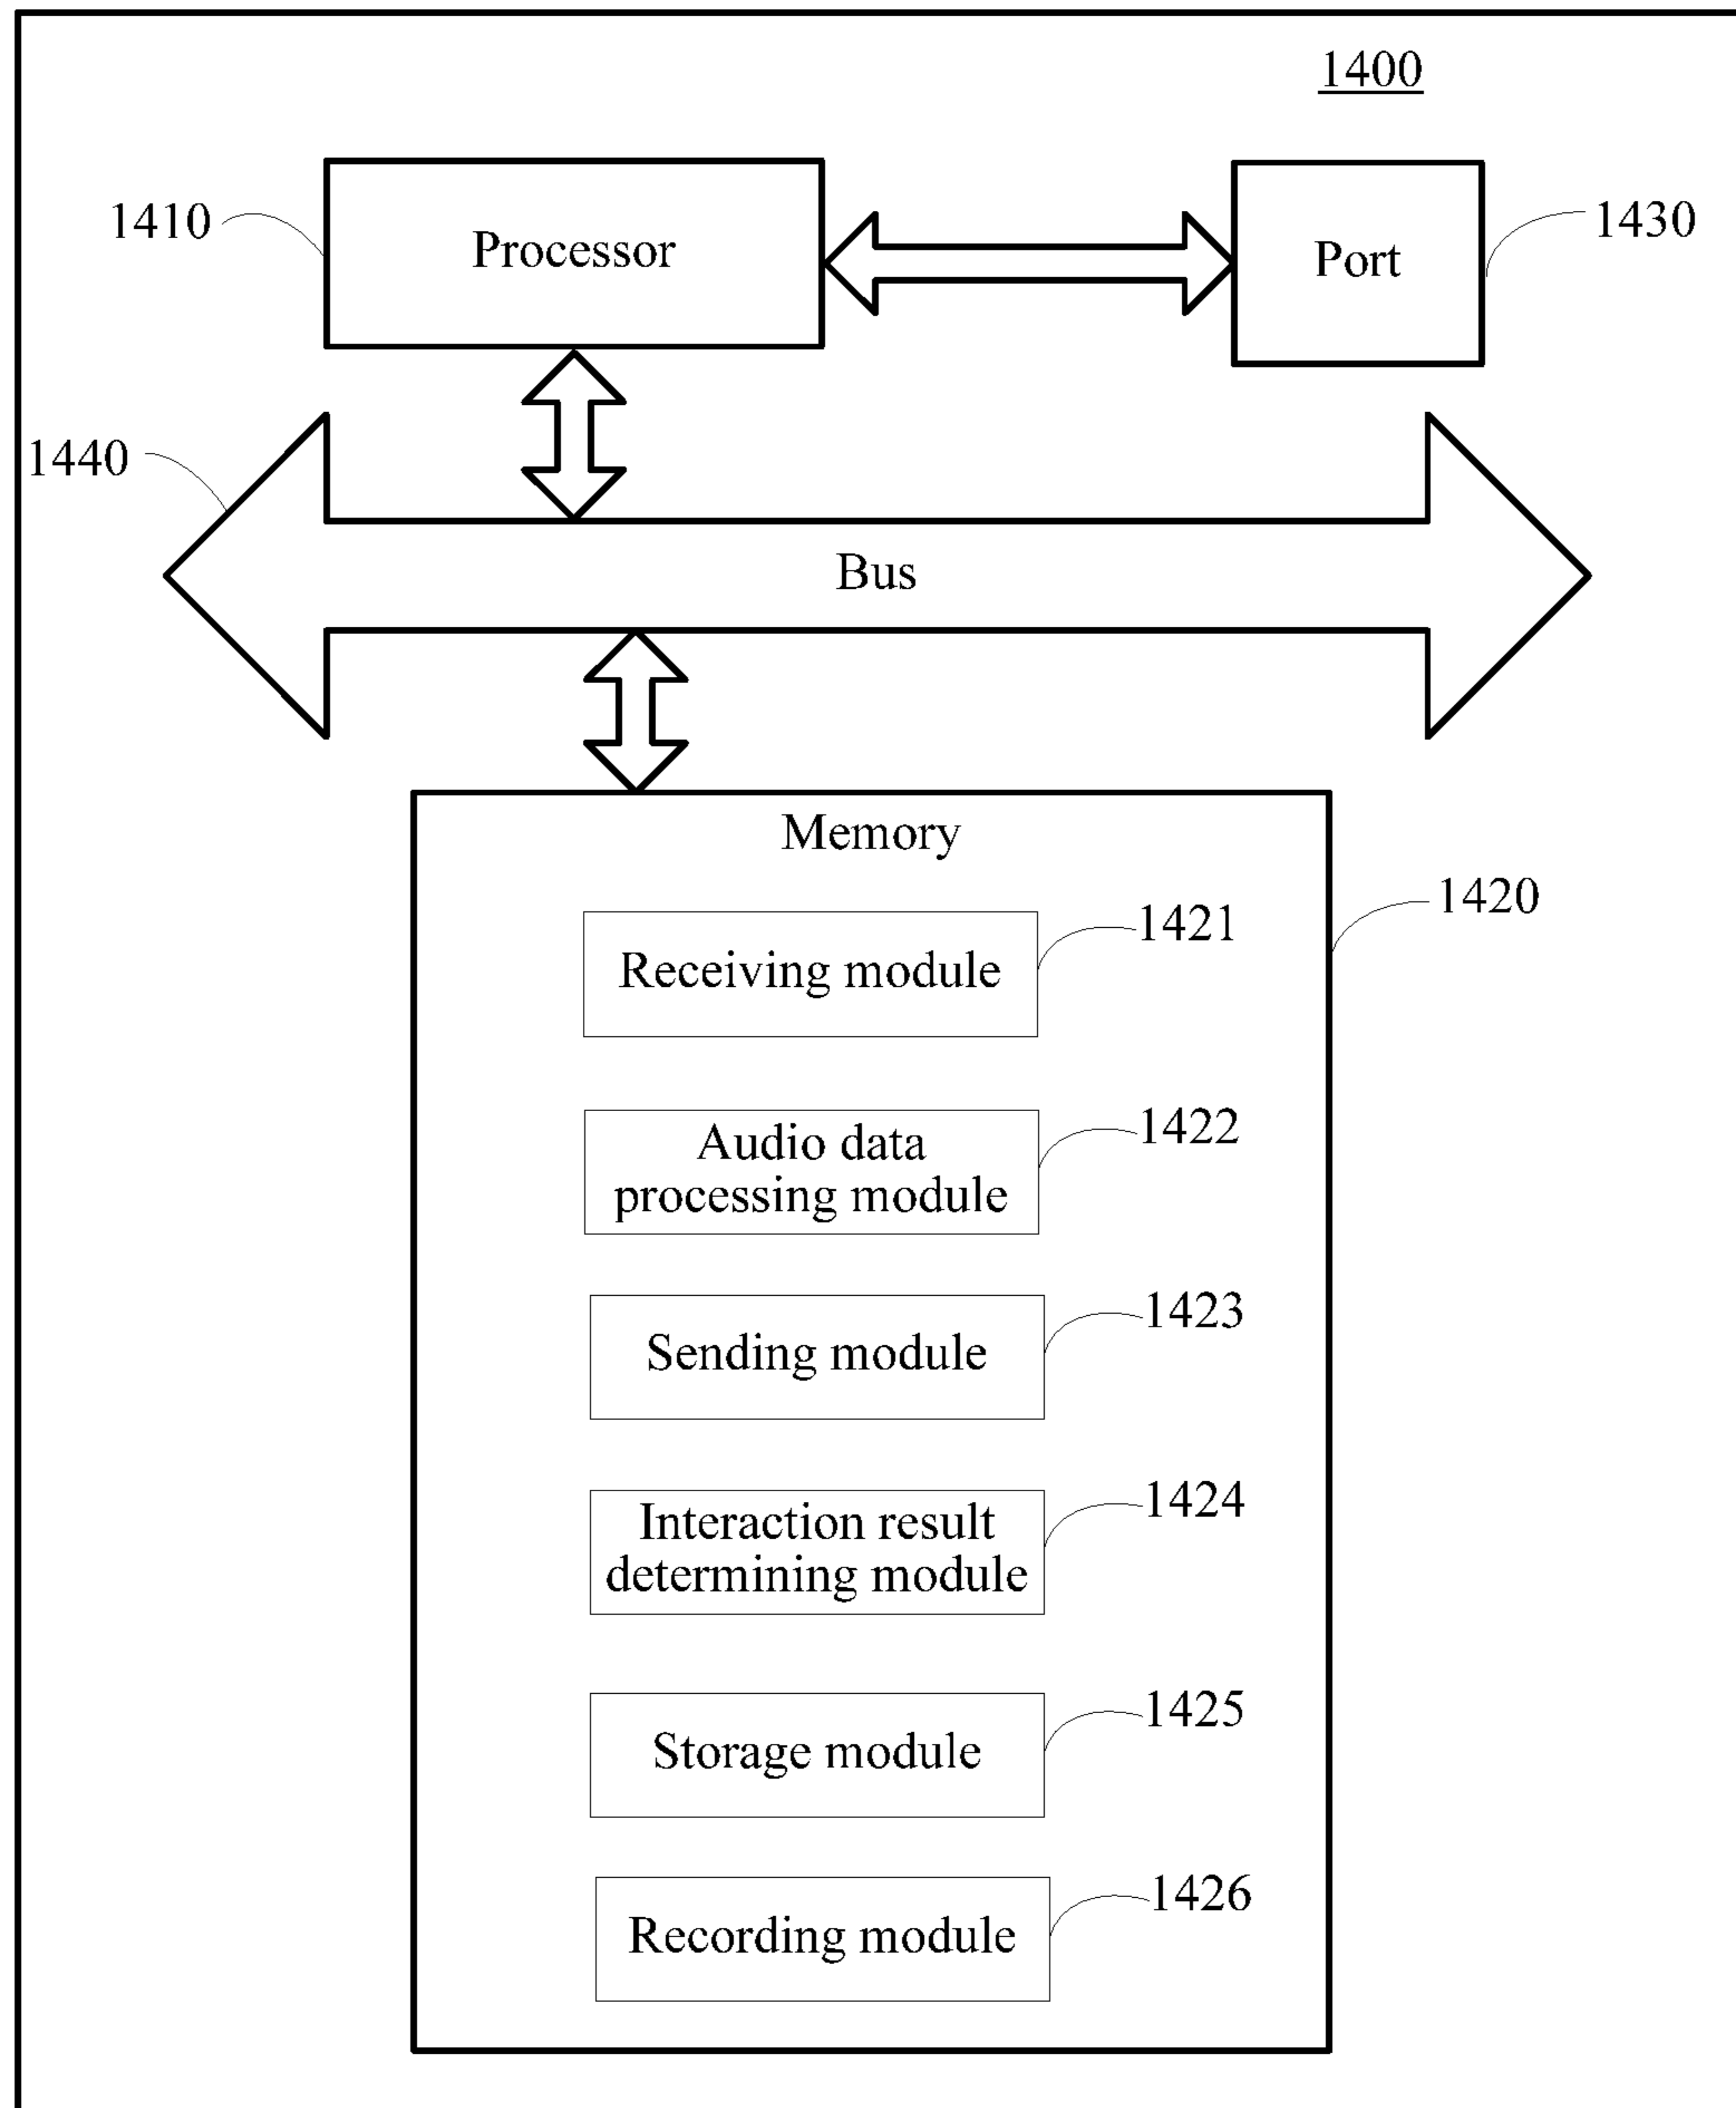 1400
1410
Processor
Port
1430
1440
Bus
Memory
1420
1421
Receiving module
1422
Audio data
processing module
1423
Sending module
1424
Interaction result
determining module
1425
Storage module
1426
Recording module